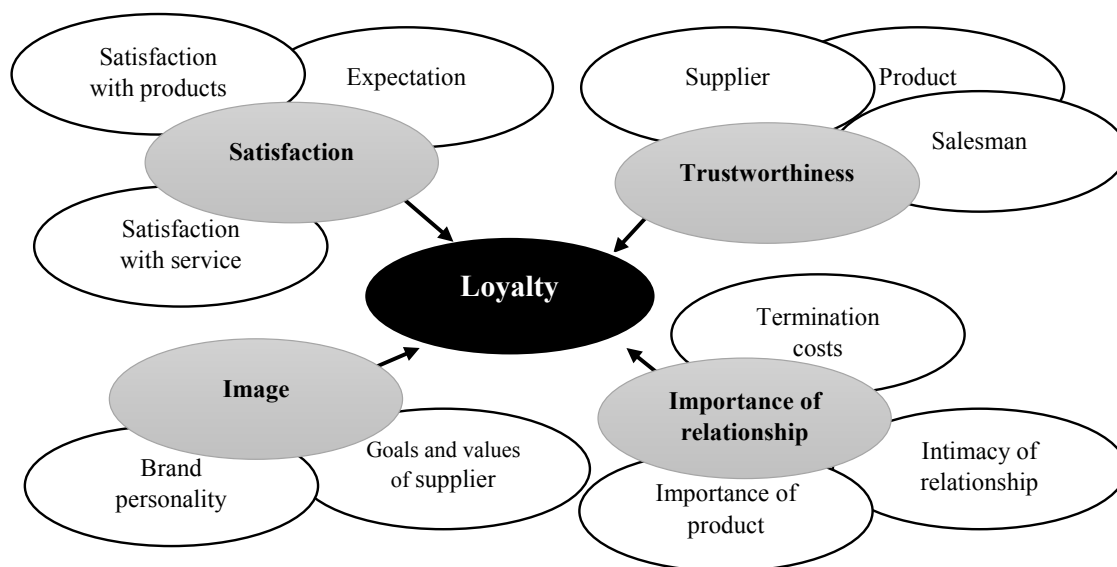 Satisfaction
with products
Expectation
Satisfaction
Satisfaction
with service
Supplier
Product
Salesman
Trustworthiness
Loyalty
Image
Brand
personality
Goals and values
of supplier
Termination
costs
Importance of
relationship
Intimacy of
relationship
Importance of
product